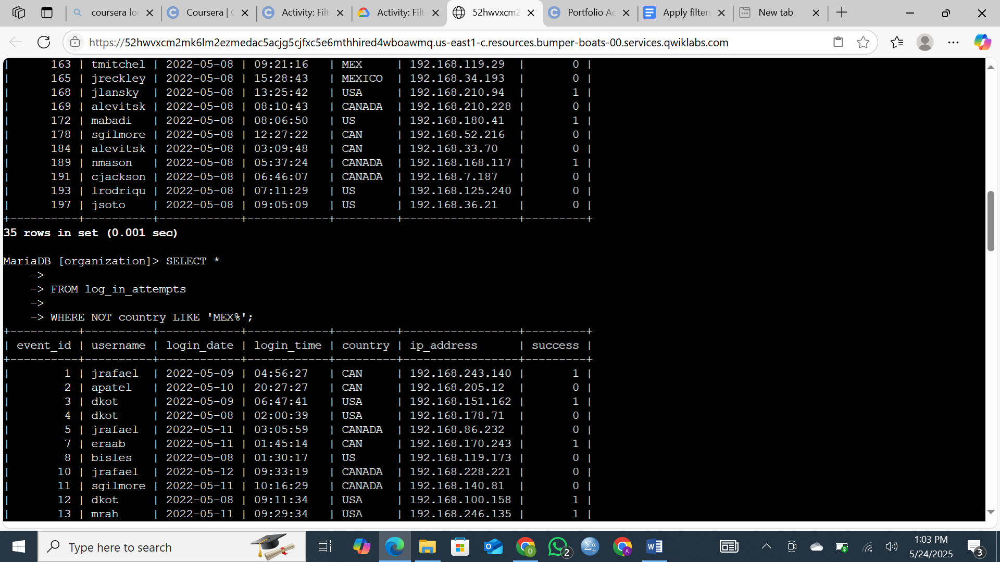 coursera lo
Coursera | C
Activity: Filt
Activity: Filt
52hwvxcm2
Portfolio Ac
Apply filters
New tab
https://52hwvxcm2mk6lm2ezmedac5acjg5cjfxc5e6mthhired4wboawmq.us-east1-c.resources.bumper-boats-00.services.qwiklabs.com
| 163 | tmitchel | 2022-05-08 | 09:21:16 | MEX | 192.168.119.29 | 0 |
| 165 | jreckley | 2022-05-08 | 15:28:43 | MEXICO | 192.168.34.193 | 0 |
| 168 | jlansky | 2022-05-08 | 13:25:42 | USA | 192.168.210.94 | 1 |
| 169 | alevitsk | 2022-05-08 | 08:10:43 | CANADA | 192.168.210.228 | 0 |
| 172 | mabadi | 2022-05-08 | 08:06:50 | US | 192.168.180.41 | 1 |
| 178 | sgilmore | 2022-05-08 | 12:27:22 | CAN | 192.168.52.216 | 0 |
| 184 | alevitsk | 2022-05-08 | 03:09:48 | CAN | 192.168.33.70 | 0 |
| 189 | nmason | 2022-05-08 | 05:37:24 | CANADA | 192.168.168.117 | 1 |
| 191 | cjackson | 2022-05-08 | 06:46:07 | CANADA | 192.168.7.187 | 0 |
| 193 | lrodriqu | 2022-05-08 | 07:11:29 | US | 192.168.125.240 | 0 |
| 197 | jsoto | 2022-05-08 | 09:05:09 | US | 192.168.36.21 | 0 |
+----------+----------+------------+------------+---------+-----------------+---------+
35 rows in set (0.001 sec)
MariaDB [organization]> SELECT *
->
-> FROM log_in_attempts
->
-> WHERE NOT country LIKE 'MEX%';
+----------+----------+------------+------------+---------+-----------------+---------+
| event_id | username | login_date | login_time | country | ip_address | success |
+----------+----------+------------+------------+---------+-----------------+---------+
| 1 | jrafael | 2022-05-09 | 04:56:27 | CAN | 192.168.243.140 | 1 |
| 2 | apatel | 2022-05-10 | 20:27:27 | CAN | 192.168.205.12 | 0 |
| 3 | dkot | 2022-05-09 | 06:47:41 | USA | 192.168.151.162 | 1 |
| 4 | dkot | 2022-05-08 | 02:00:39 | USA | 192.168.178.71 | 0 |
| 5 | jrafael | 2022-05-11 | 03:05:59 | CANADA | 192.168.86.232 | 0 |
| 7 | eraab | 2022-05-11 | 01:45:14 | CAN | 192.168.170.243 | 1 |
| 8 | bisles | 2022-05-08 | 01:30:17 | US | 192.168.119.173 | 0 |
| 10 | jrafael | 2022-05-12 | 09:33:19 | CANADA | 192.168.228.221 | 0 |
| 11 | sgilmore | 2022-05-11 | 10:16:29 | CANADA | 192.168.140.81 | 0 |
| 12 | dkot | 2022-05-08 | 09:11:34 | USA | 192.168.100.158 | 1 |
| 13 | mrah | 2022-05-11 | 09:29:34 | USA | 192.168.246.135 | 1 |
Type here to search
2
1:03 PM
5/24/2025
3